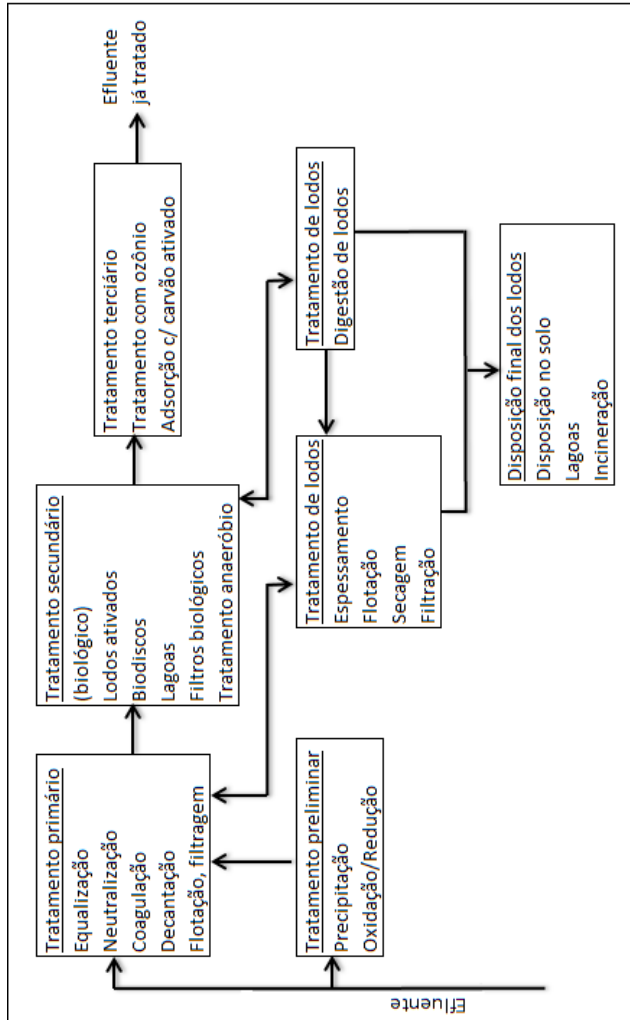 Efluente
Tratamento primário
Equalização
Neutralização
Coagulação
Decantação
Flotação, filtragem
Tratamento preliminar
Precipitação
Oxidação/Redução
Tratamento secundário
(biológico)
Lodos ativados
Biodiscos
Lagoas
Filtros biológicos
Tratamento anaeróbio
Tratamento de lodos
Espessamento
Flotação
Secagem
Filtração
Tratamento terciário
Tratamento com ozônio
Adsorção c/ carvão ativado
Tratamento de lodos
Digestão de lodos
Disposição final dos lodos
Disposição no solo
Lagoas
Incineração
Efluente
já tratado